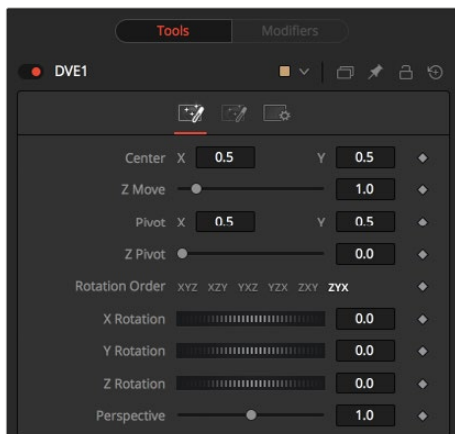 Tools Modifiers
DVE1
Center X 0.5 Y 0.5
Z Move 1.0
Pivot X 0.5 Y 0.5
Z Pivot 0.0
Rotation Order XYZ XZY YXZ YZX ZXY ZYX
X Rotation 0.0
Y Rotation 0.0
Z Rotation 0.0
Perspective 1.0